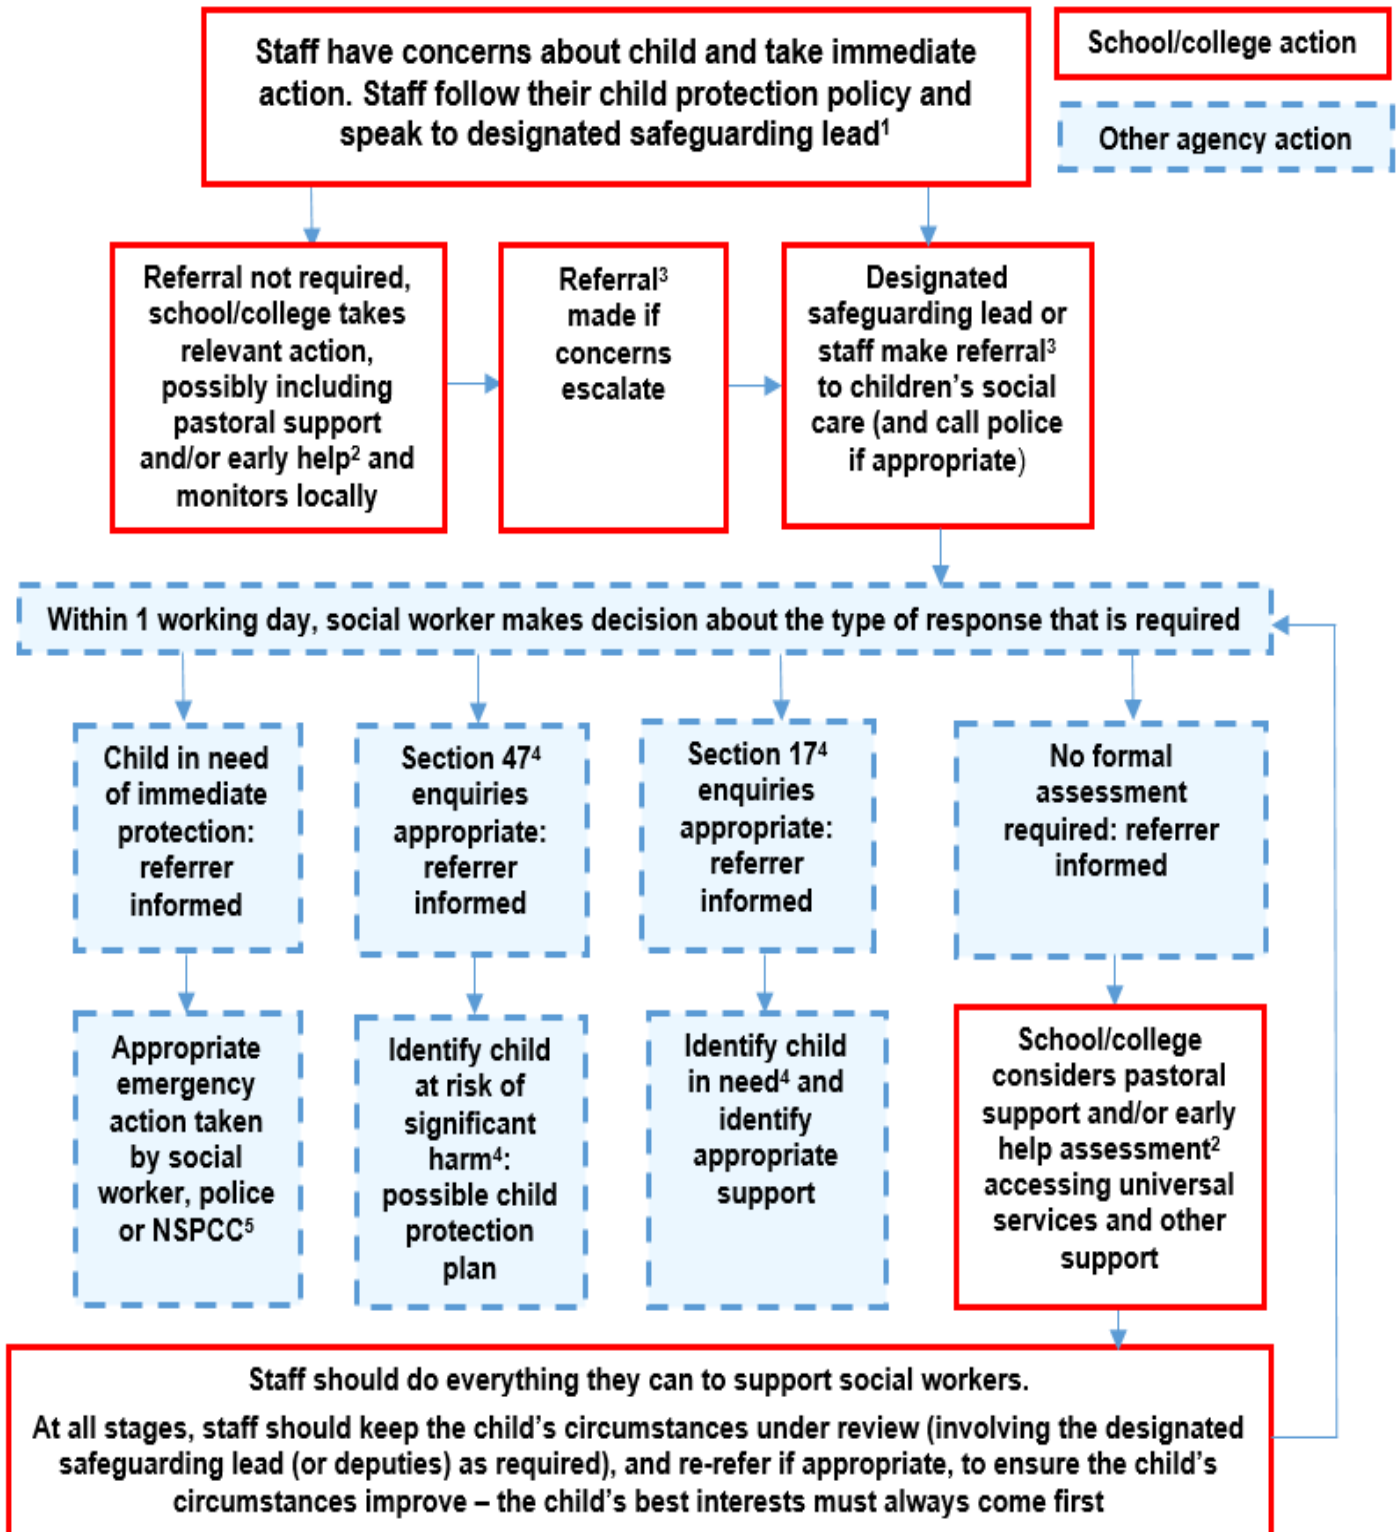 Staff have concerns about child and take immediate
action. Staff follow their child protection policy and
speak to designated safeguarding lead¹
School/college action
Other agency action
Referral not required,
school/college takes
relevant action,
possibly including
pastoral support
and/or early help² and
monitors locally
Referral³
made if
concerns
escalate
Designated
safeguarding lead or
staff make referral³
to children’s social
care (and call police
if appropriate)
Within 1 working day, social worker makes decision about the type of response that is required
Child in need
of immediate
protection:
referrer
informed
Section 47⁴
enquiries
appropriate:
referrer
informed
Section 17⁴
enquiries
appropriate:
referrer
informed
No formal
assessment
required: referrer
informed
Appropriate
emergency
action taken
by social
worker, police
or NSPCC⁵
Identify child
at risk of
significant
harm⁴:
possible child
protection
plan
Identify child
in need⁴ and
identify
appropriate
support
School/college
considers pastoral
support and/or early
help assessment²
accessing universal
services and other
support
Staff should do everything they can to support social workers.
At all stages, staff should keep the child’s circumstances under review (involving the designated
safeguarding lead (or deputies) as required), and re-refer if appropriate, to ensure the child’s
circumstances improve – the child’s best interests must always come first